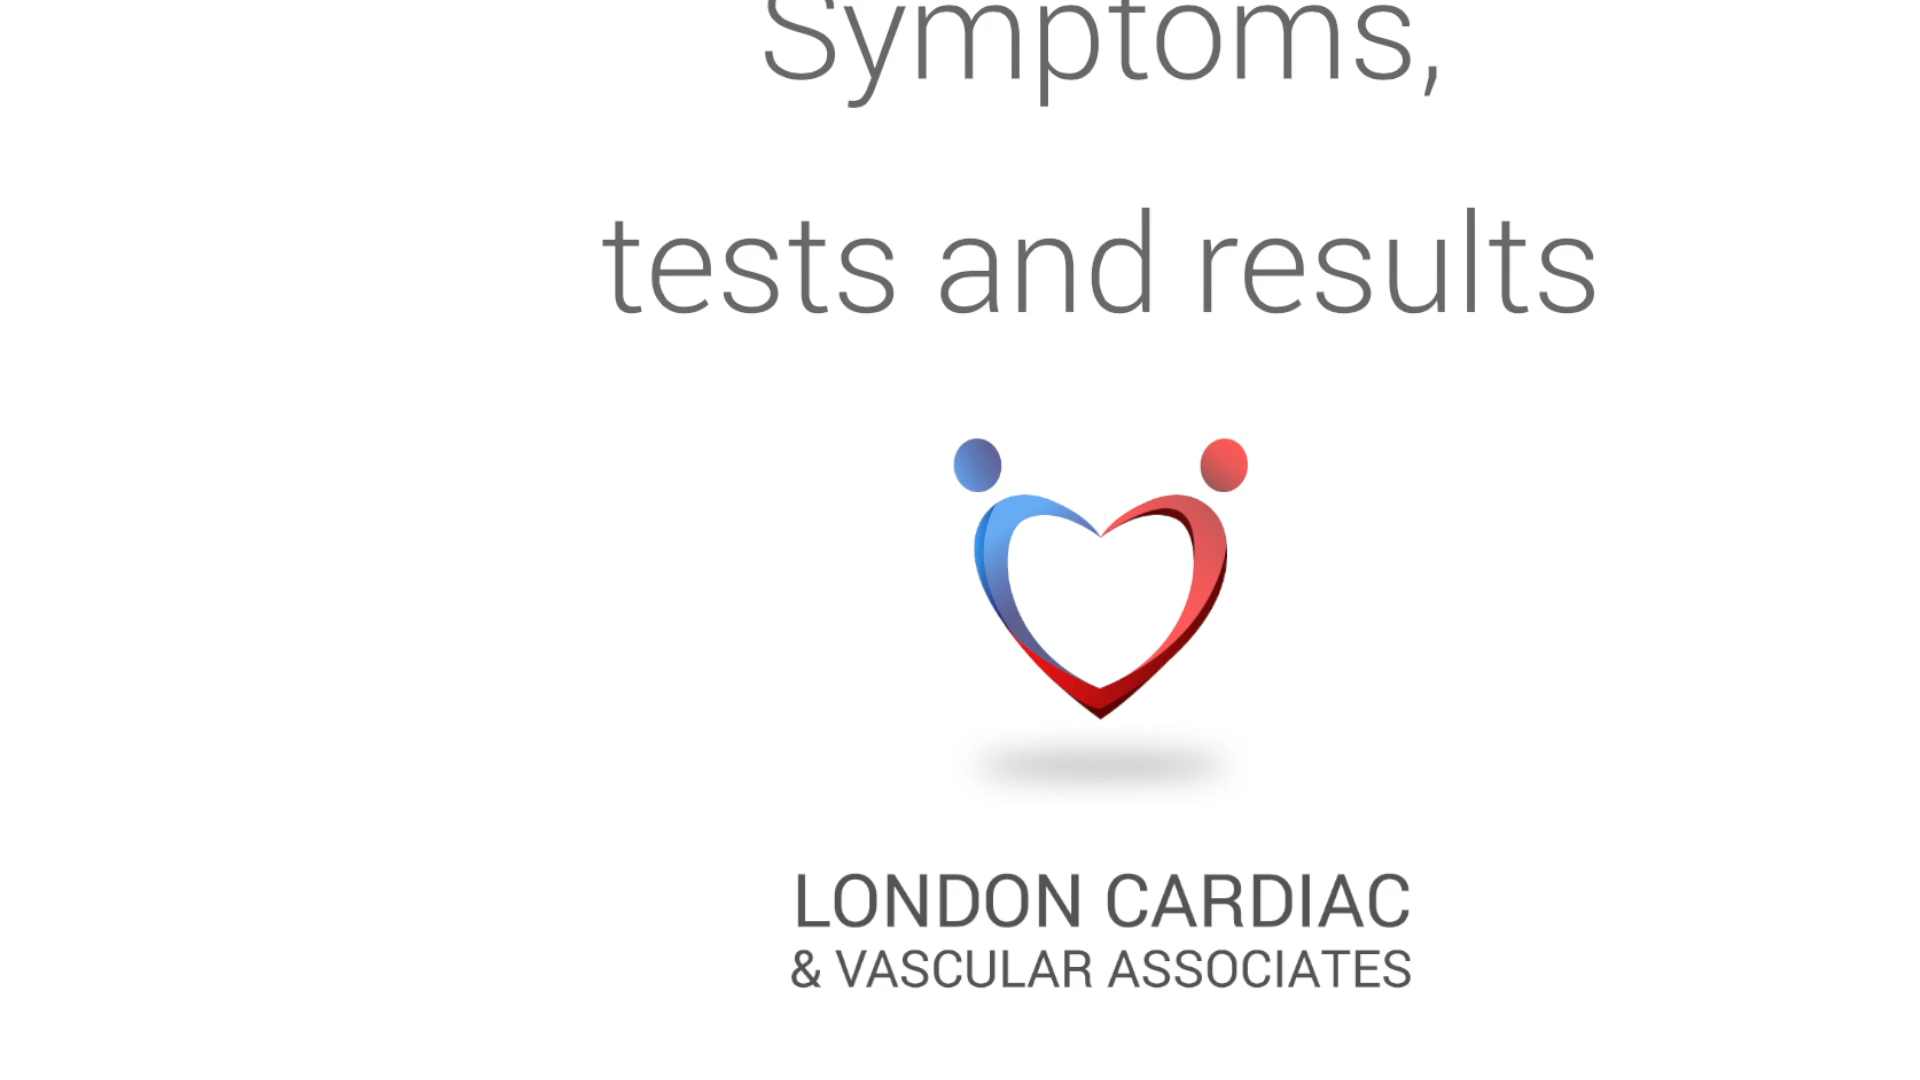 Symptoms,
tests and results
LONDON CARDIAC
& VASCULAR ASSOCIATES